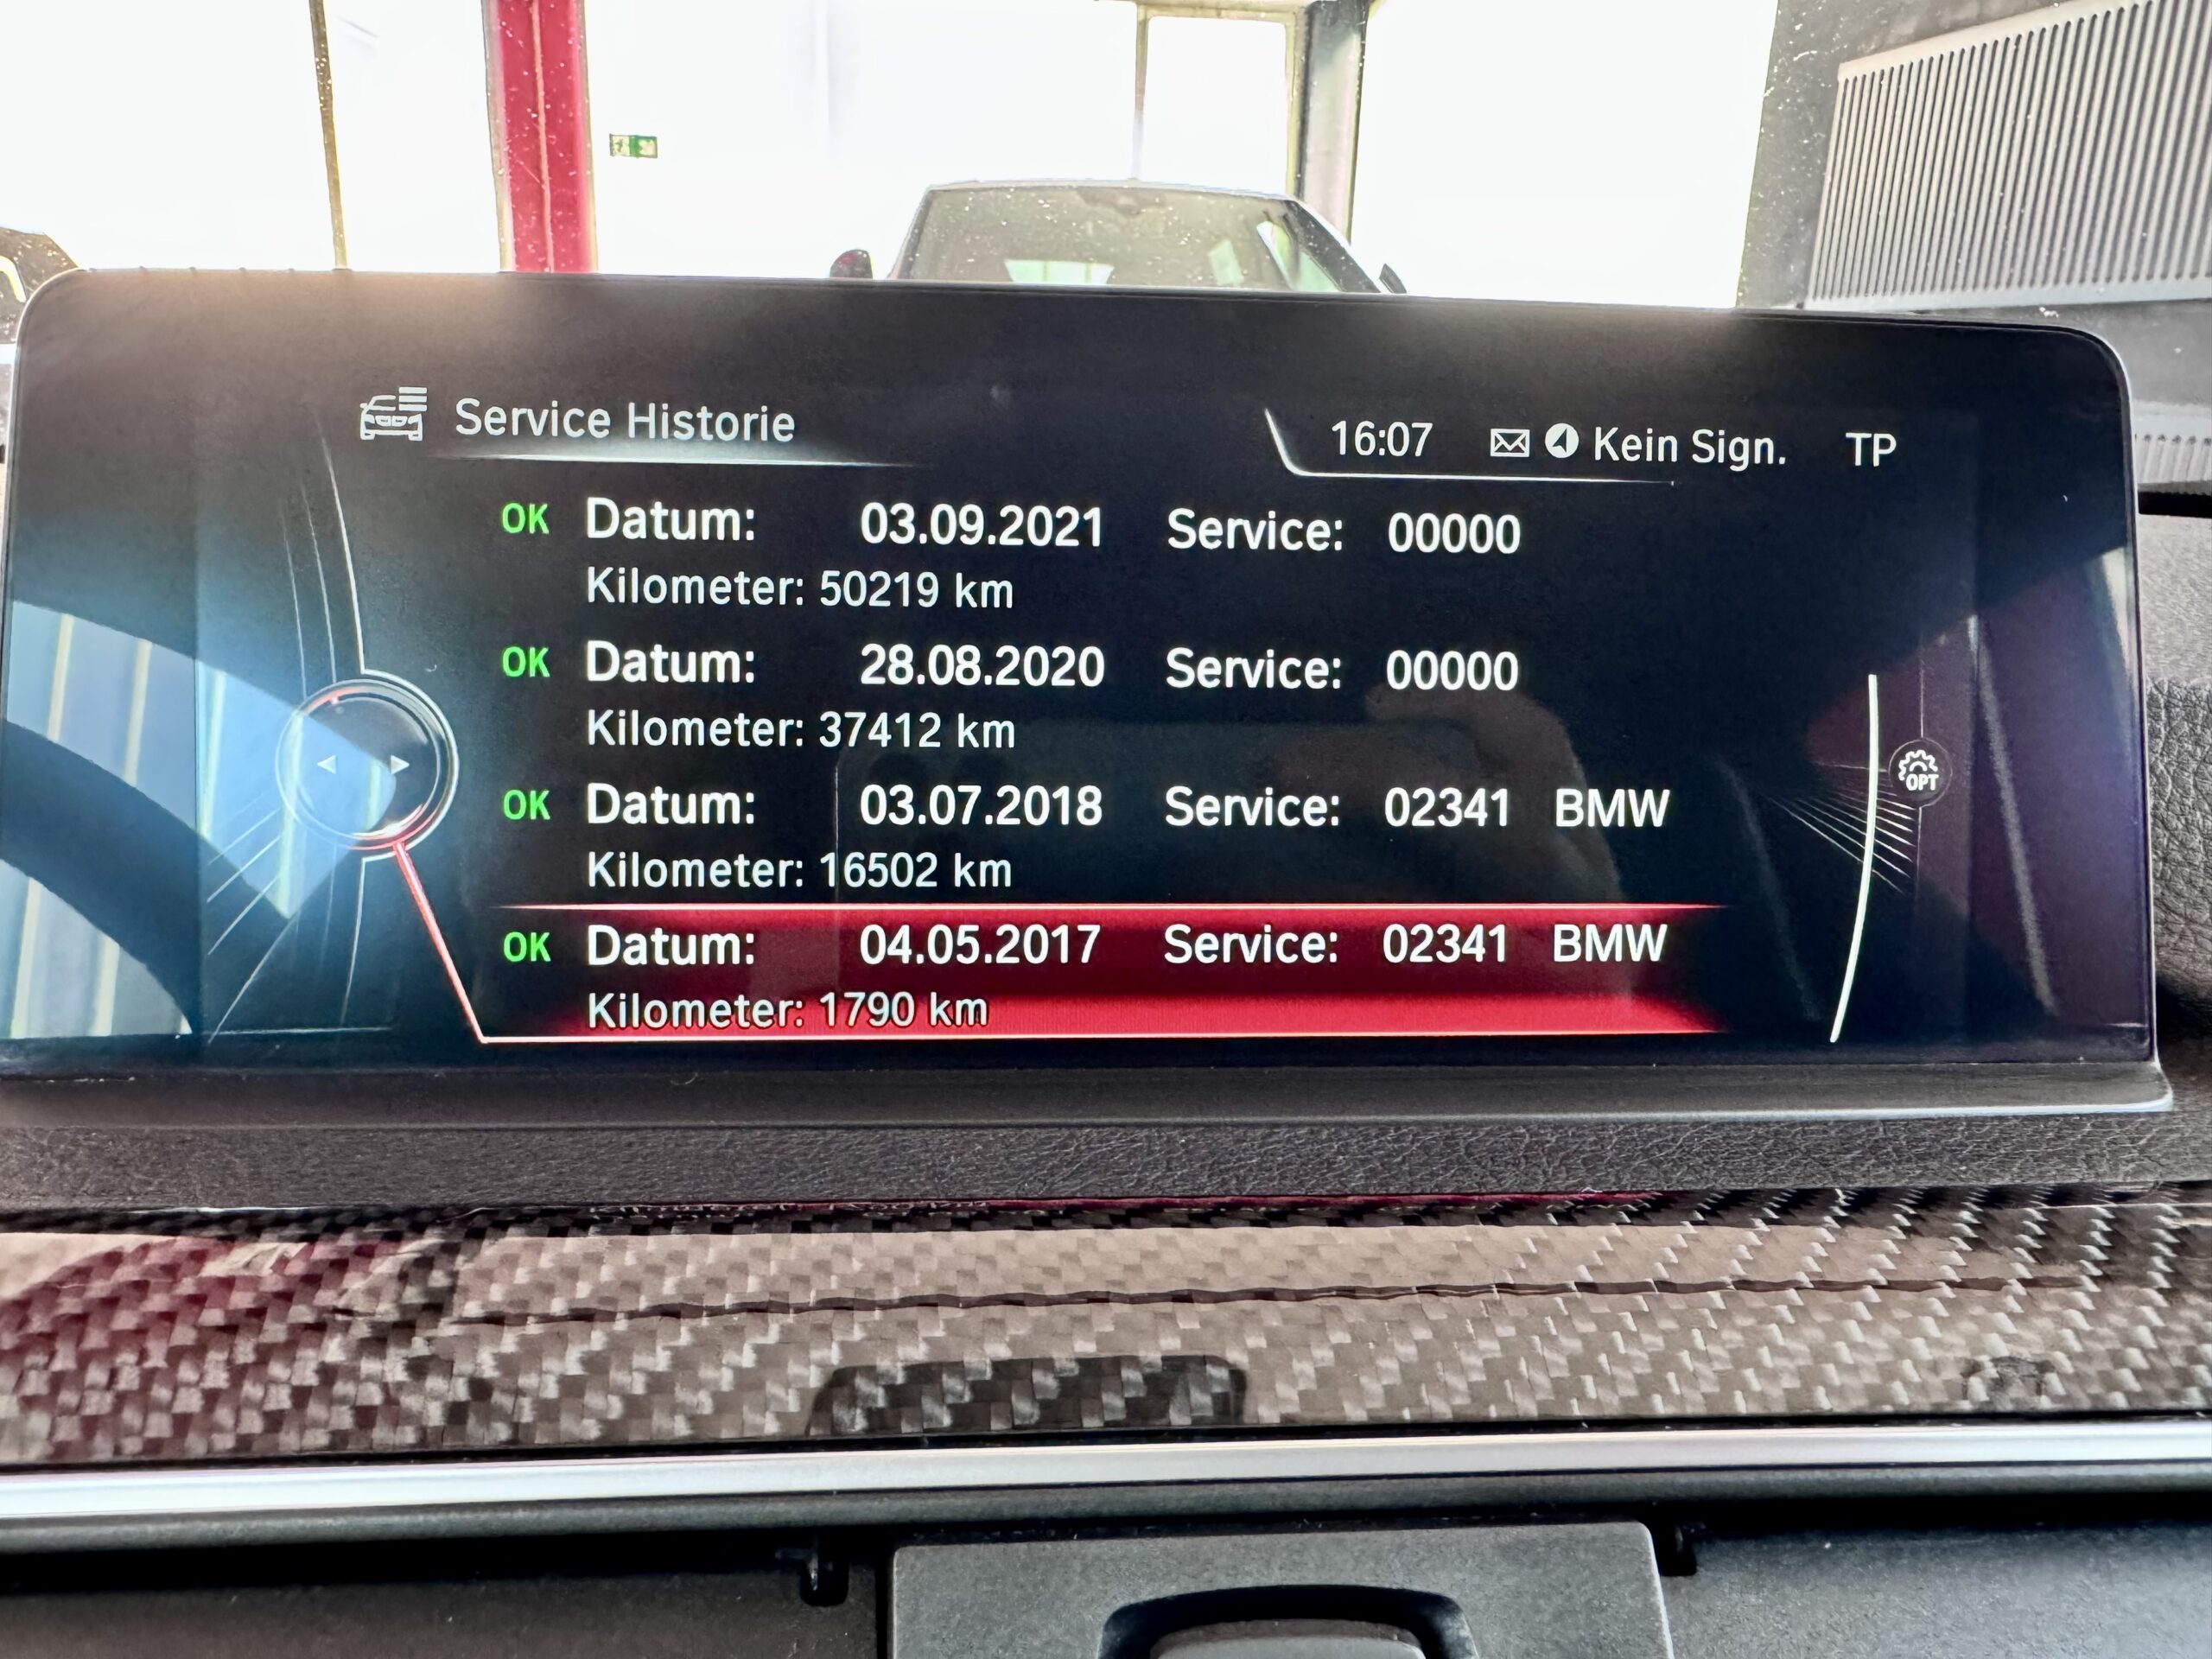 Service Historie
16:07 Kein Sign. TP
OK Datum: 03.09.2021 Service: 00000
Kilometer: 50219 km
OK Datum: 28.08.2020 Service: 00000
Kilometer: 37412 km
OK Datum: 03.07.2018 Service: 02341 BMW
Kilometer: 16502 km
OK Datum: 04.05.2017 Service: 02341 BMW
Kilometer: 1790 km
OPT